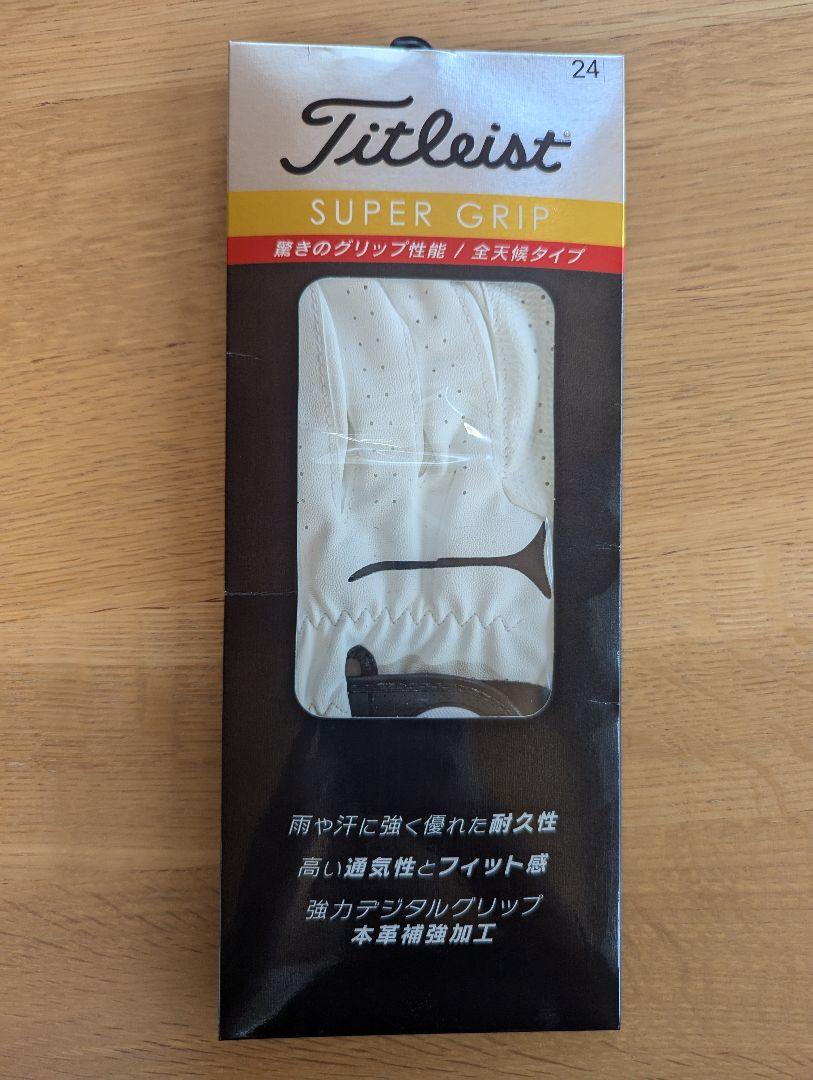 24
Titleist
SUPER GRIP
驚きのグリップ性能 / 全天候タイプ
雨や汗に強く優れた耐久性
高い通気性とフィット感
強力デジタルグリップ
本革補強加工